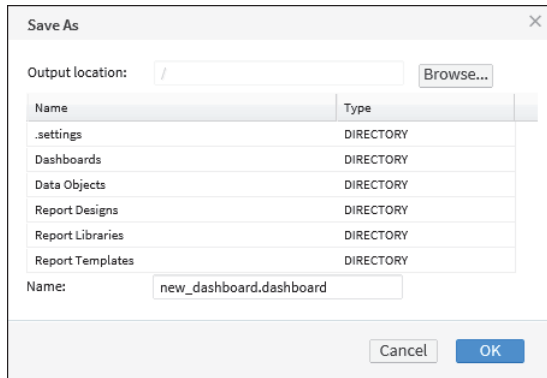 Save As
Output location: / Browse...
Name Type
.settings DIRECTORY
Dashboards DIRECTORY
Data Objects DIRECTORY
Report Designs DIRECTORY
Report Libraries DIRECTORY
Report Templates DIRECTORY
Name: new_dashboard.dashboard
Cancel OK